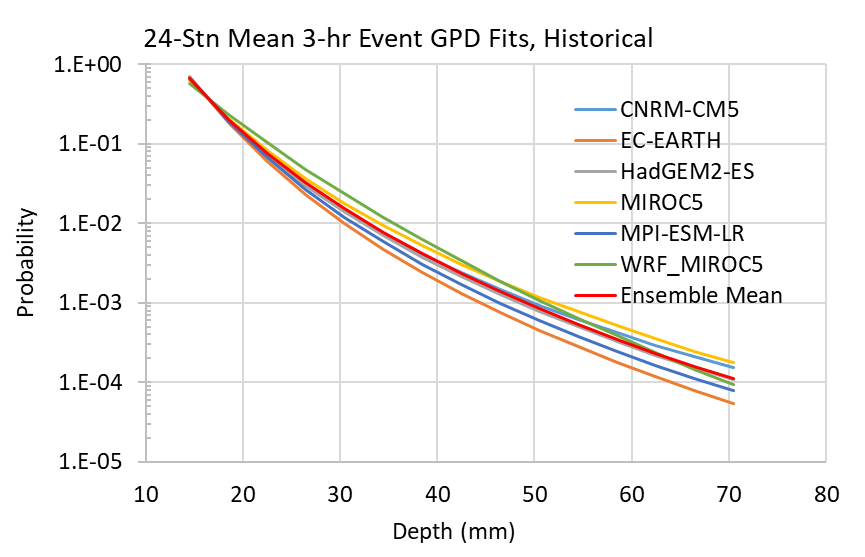 24-Stn Mean 3-hr Event GPD Fits, Historical
1.E+00
1.E-01
1.E-02
1.E-03
1.E-04
1.E-05
Probability
CNRM-CM5
EC-EARTH
HadGEM2-ES
MIROC5
MPI-ESM-LR
WRF_MIROC5
Ensemble Mean
10 20 30 40 50 60 70 80
Depth (mm)